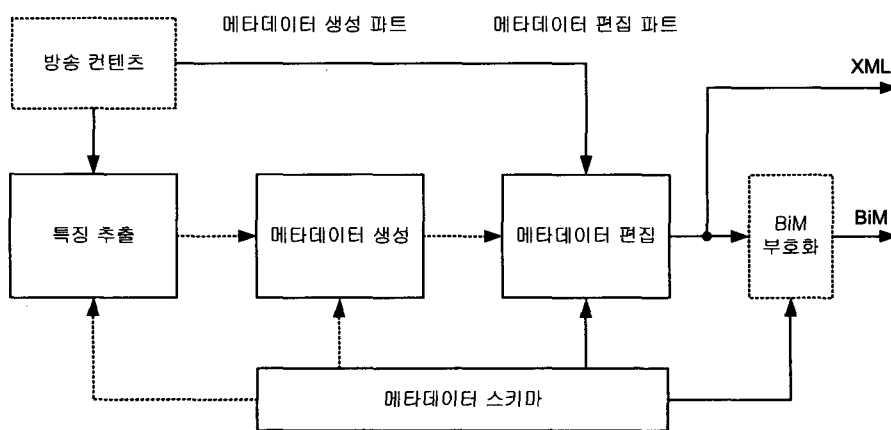 메타데이터 생성 파트
메타데이터 편집 파트
방송 컨텐츠
XML
특징 추출
메타데이터 생성
메타데이터 편집
BiM
부호화
BiM
메타데이터 스키마